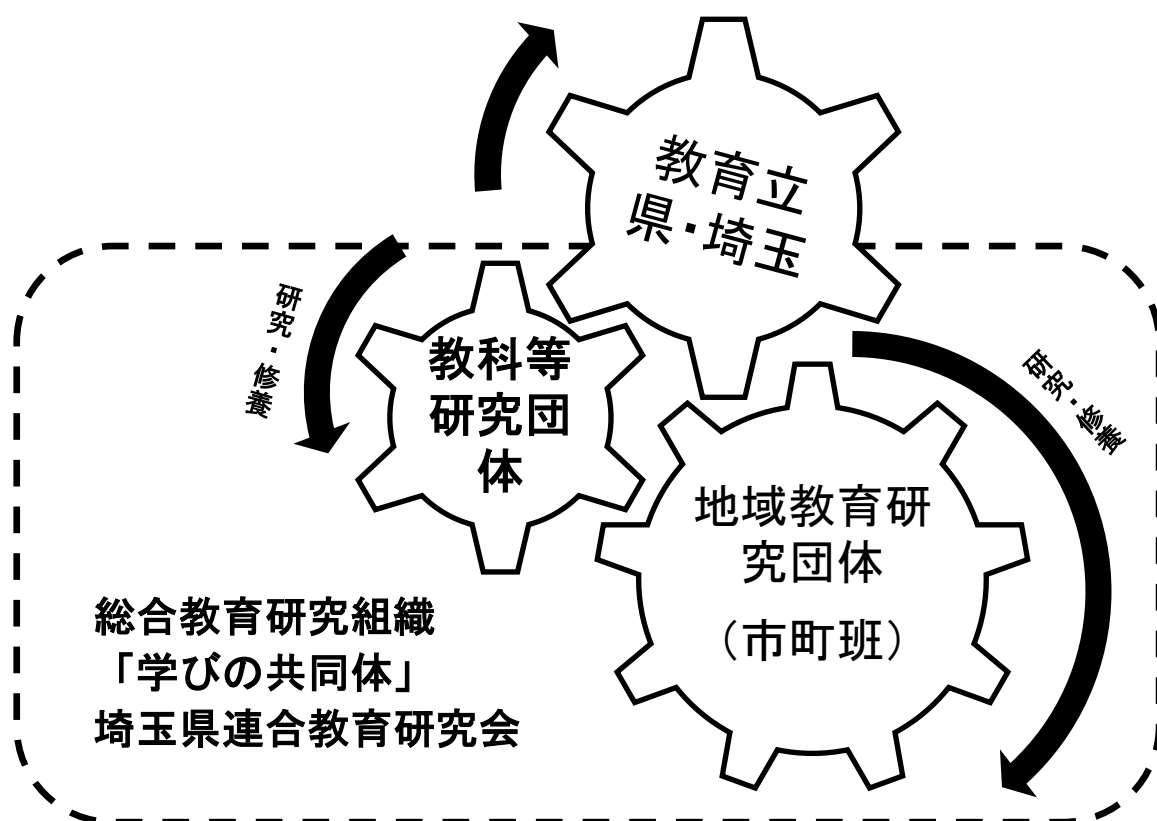 教育立
県・埼玉
研究・修養
教科等
研究団
体
研究・修養
地域教育研
究団体
（市町班）
総合教育研究組織
「学びの共同体」
埼玉県連合教育研究会